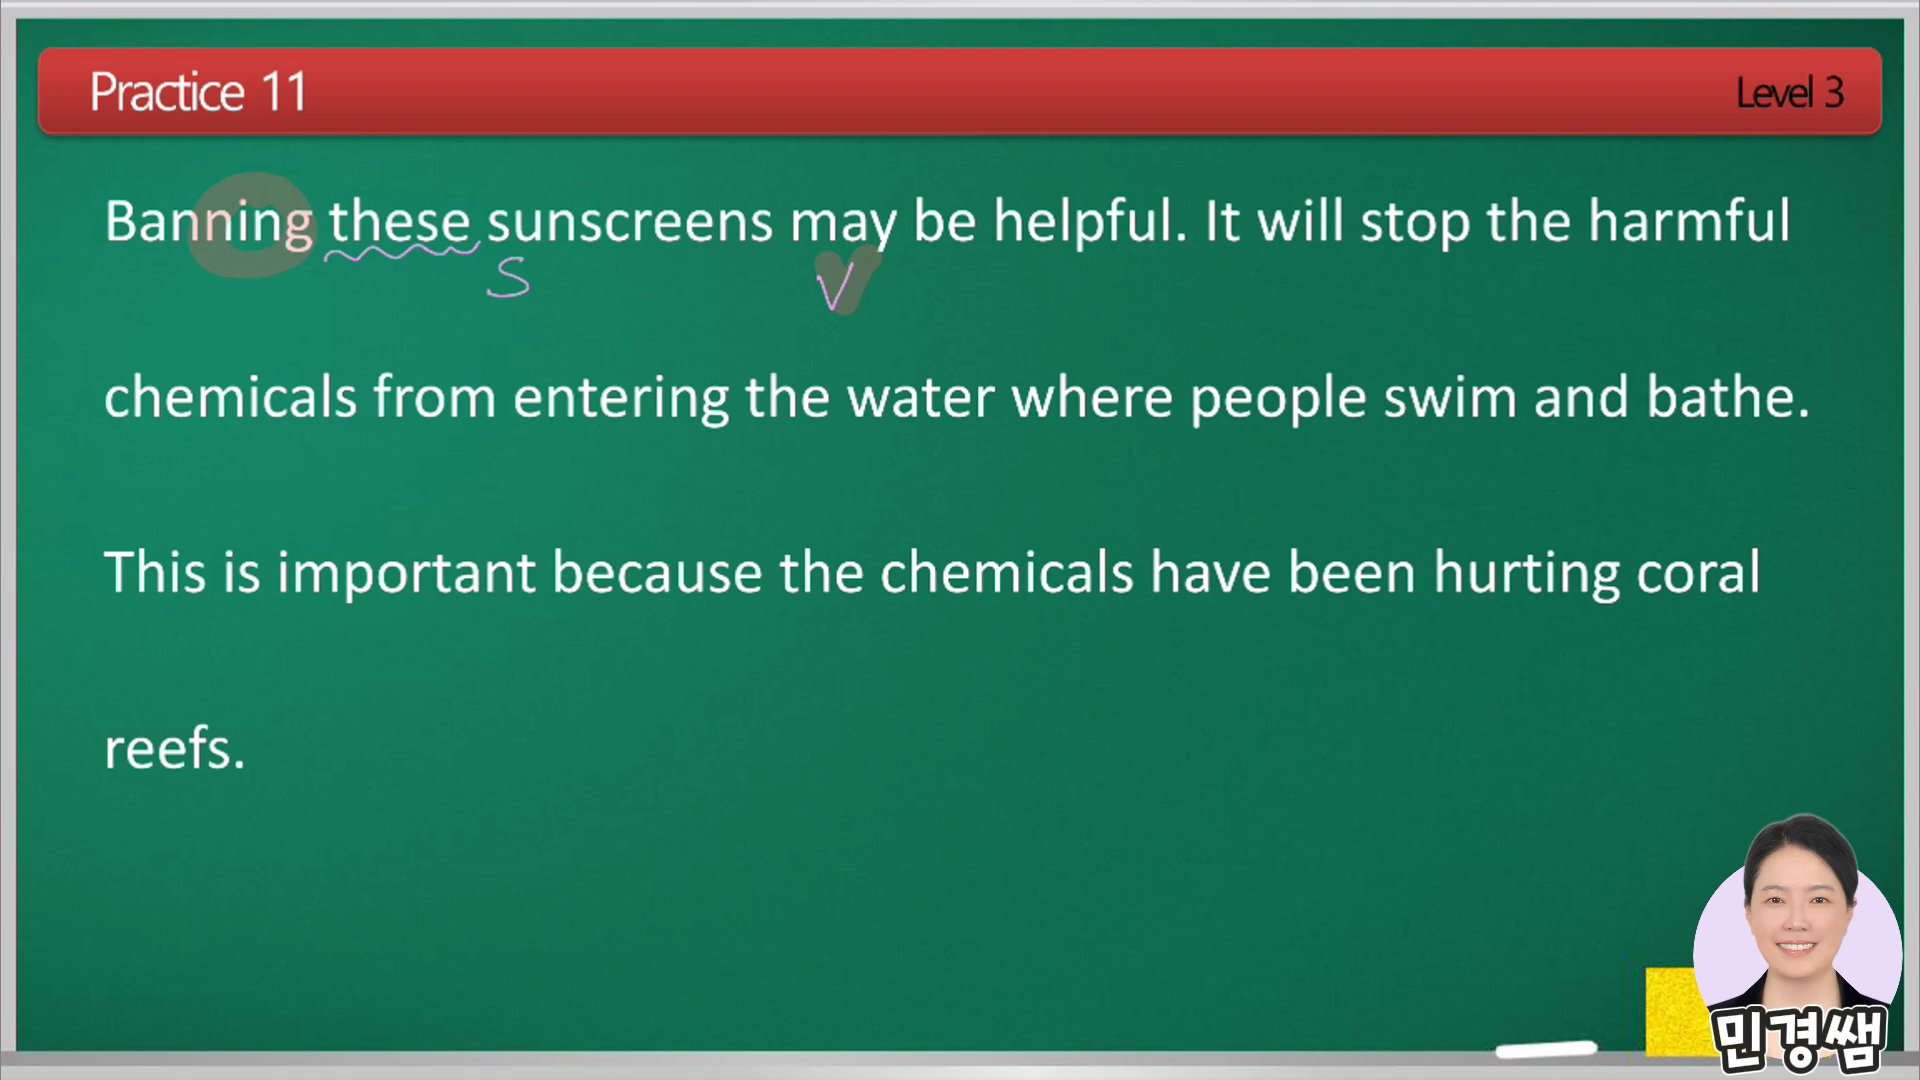 Practice 11
Level 3
Banning these sunscreens may be helpful. It will stop the harmful
S
V
chemicals from entering the water where people swim and bathe.
This is important because the chemicals have been hurting coral
reefs.
민경쌤